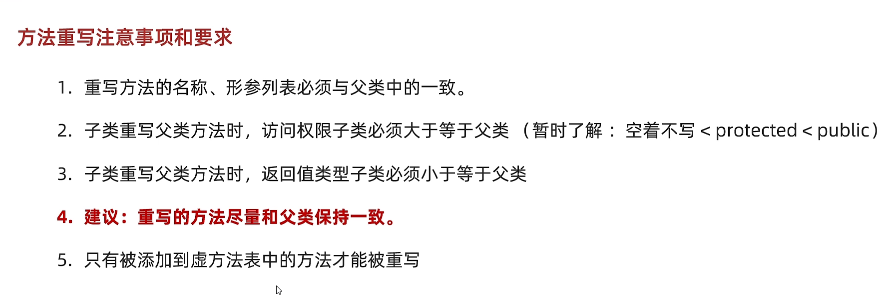 方法重写注意事项和要求
1. 重写方法的名称、形参列表必须与父类中的一致。
2. 子类重写父类方法时，访问权限子类必须大于等于父类 （暂时了解 ：空着不写 < protected < public）
3. 子类重写父类方法时，返回值类型子类必须小于等于父类
4. 建议：重写的方法尽量和父类保持一致。
5. 只有被添加到虚方法表中的方法才能被重写